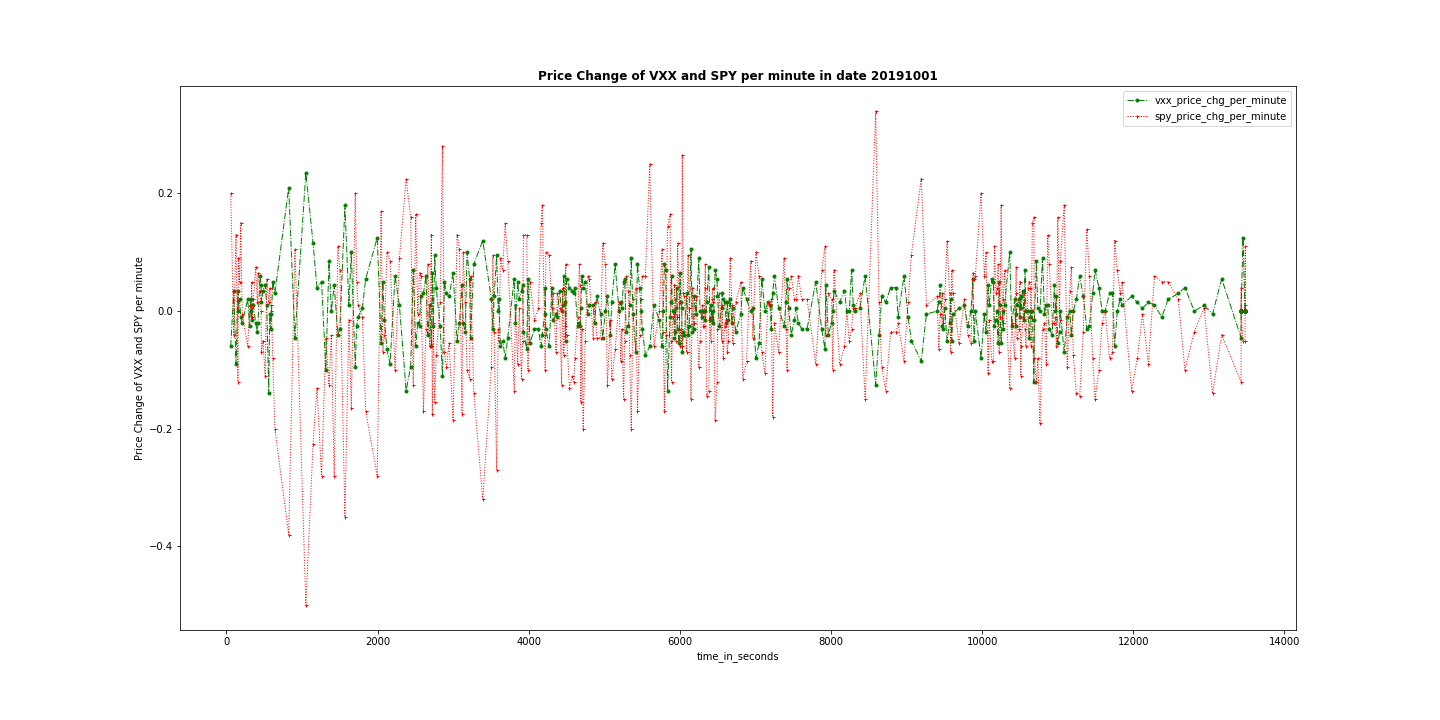 Price Change of VXX and SPY per minute in date 20191001
vxx_price_chg_per_minute
spy_price_chg_per_minute
Price Change of VXX and SPY per minute
0.2
0.0
−0.2
−0.4
0 2000 4000 6000 8000 10000 12000 14000
time_in_seconds